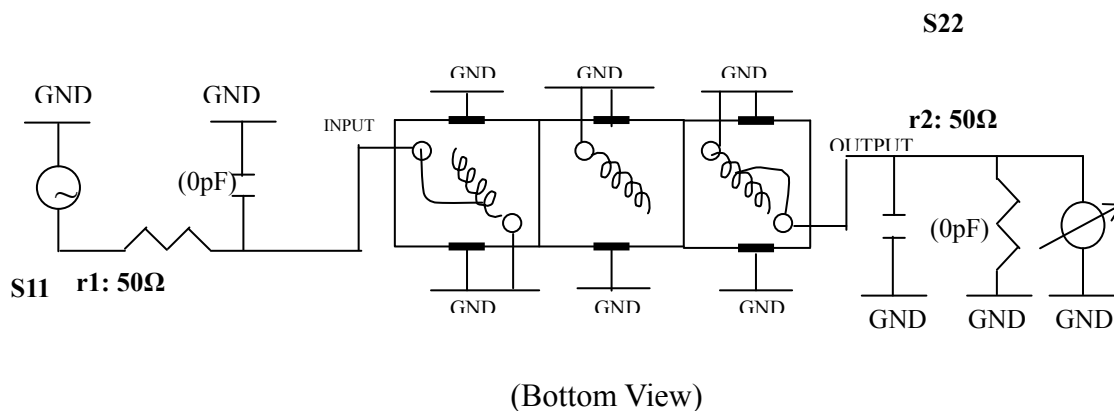 S22
GND
GND
GND
GND
GND
INPUT
r2: 50Ω
OUTPUT
(0pF)
(0pF)
S11
r1: 50Ω
GND
GND
GND
GND
GND
GND
(Bottom View)